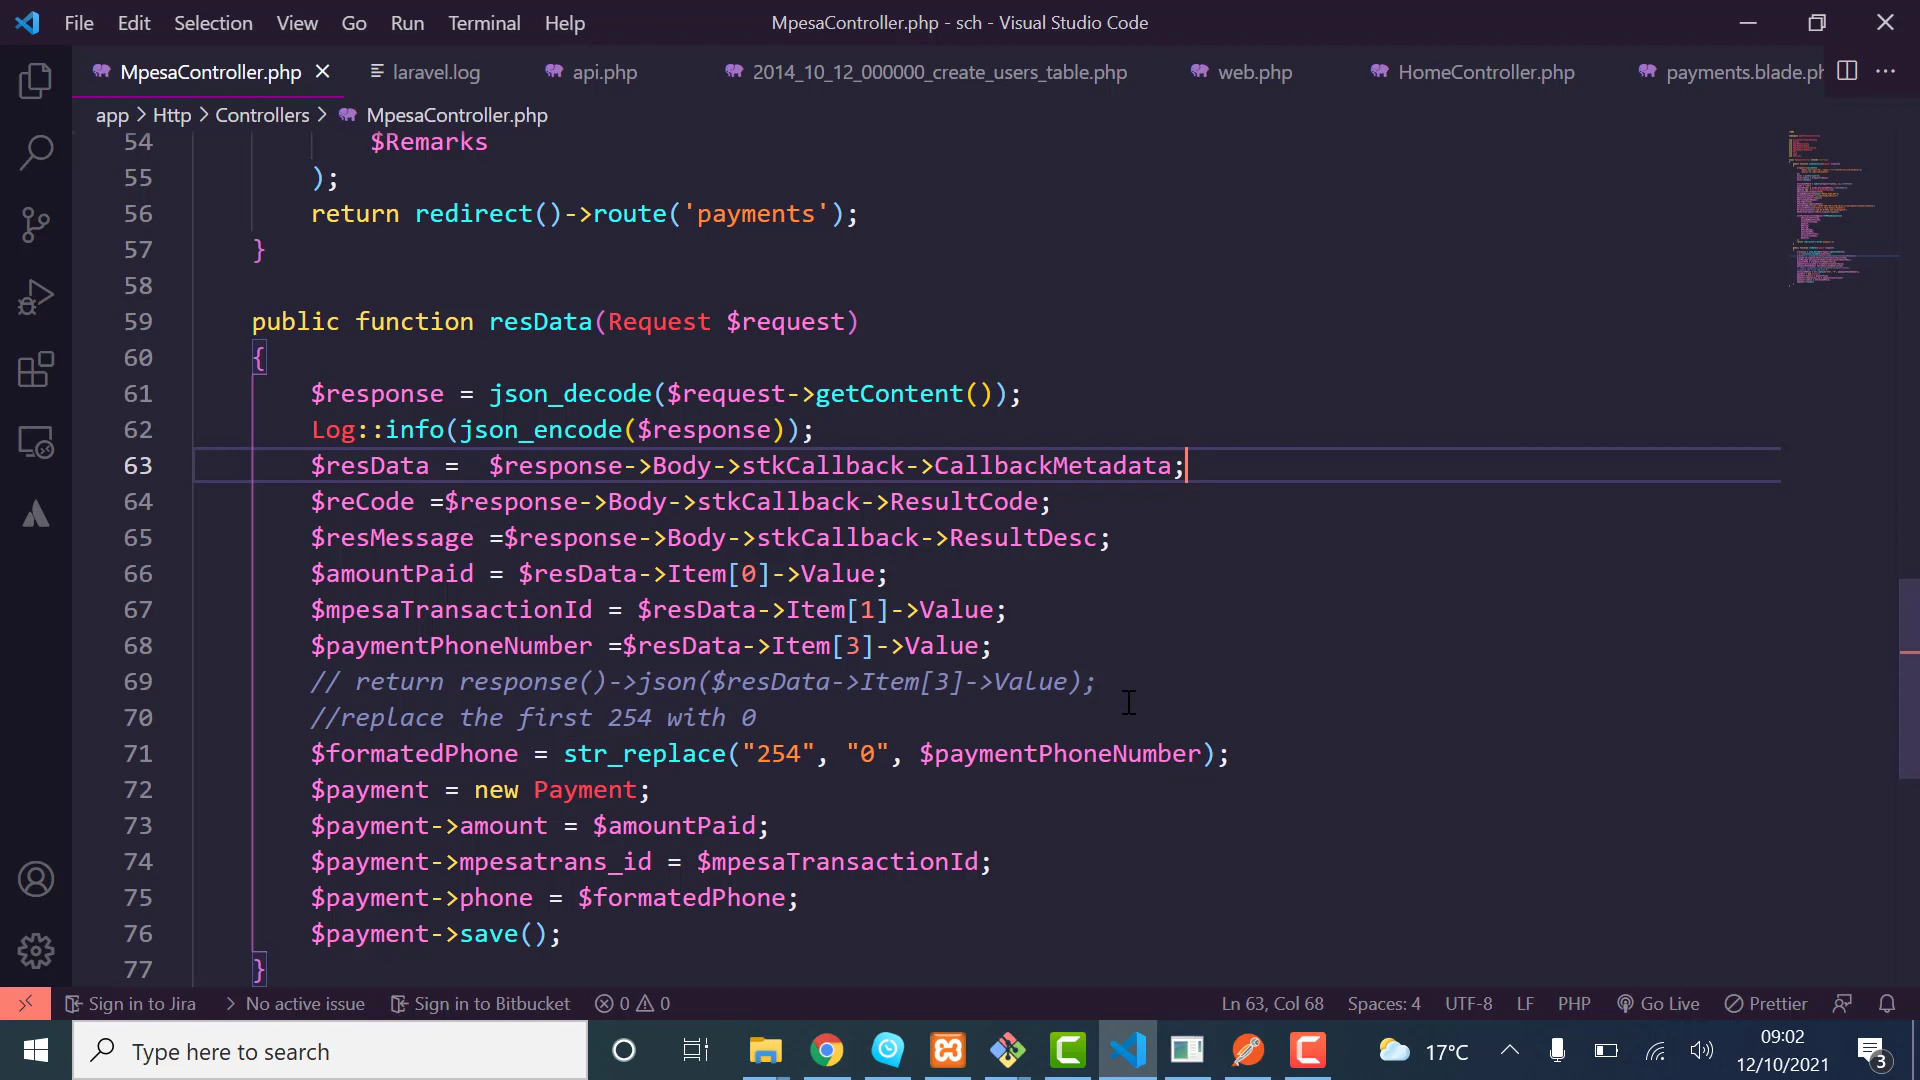 File Edit Selection View Go Run Terminal Help MpesaController.php - sch - Visual Studio Code
MpesaController.php laravel.log api.php 2014_10_12_000000_create_users_table.php web.php HomeController.php payments.blade.ph
app > Http > Controllers > MpesaController.php
54 $Remarks
55 );
56 return redirect()->route('payments');
57 }
58
59 public function resData(Request $request)
60 {
61 $response = json_decode($request->getContent());
62 Log::info(json_encode($response));
63 $resData =  $response->Body->stkCallback->CallbackMetadata;
64 $reCode =$response->Body->stkCallback->ResultCode;
65 $resMessage =$response->Body->stkCallback->ResultDesc;
66 $amountPaid = $resData->Item[0]->Value;
67 $mpesaTransactionId = $resData->Item[1]->Value;
68 $paymentPhoneNumber =$resData->Item[3]->Value;
69 // return response()->json($resData->Item[3]->Value);
70 //replace the first 254 with 0
71 $formatedPhone = str_replace("254", "0", $paymentPhoneNumber);
72 $payment = new Payment;
73 $payment->amount = $amountPaid;
74 $payment->mpesatrans_id = $mpesaTransactionId;
75 $payment->phone = $formatedPhone;
76 $payment->save();
77 }
Sign in to Jira > No active issue Sign in to Bitbucket 0 0 Ln 63, Col 68 Spaces: 4 UTF-8 LF PHP Go Live Prettier
Type here to search 17°C 09:02
12/10/2021 3